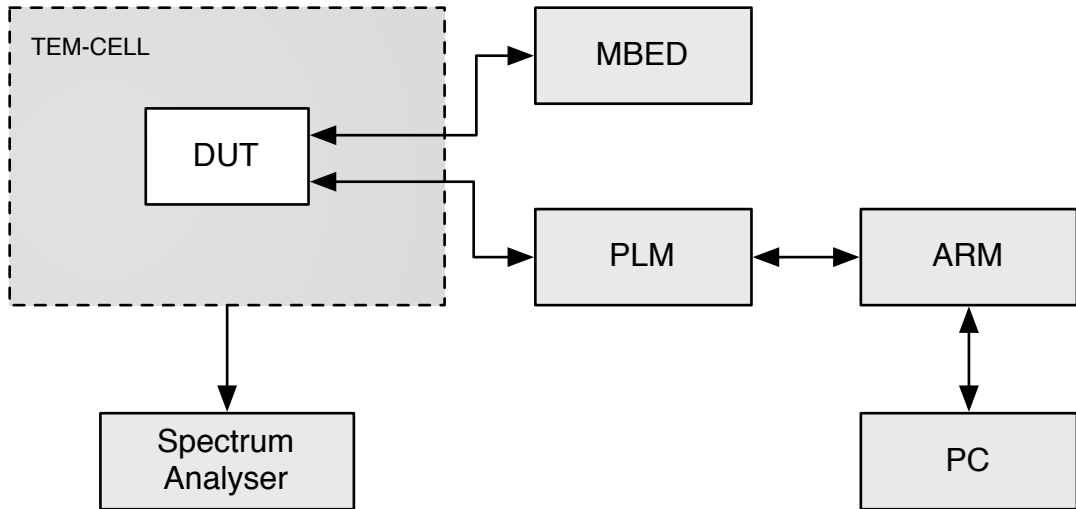 TEM-CELL
MBED
DUT
PLM
ARM
Spectrum
Analyser
PC